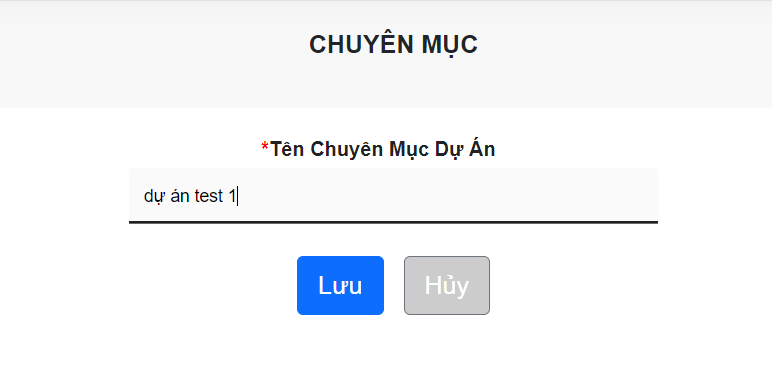 CHUYÊN MỤC
*Tên Chuyên Mục Dự Án
dự án test 1
Lưu Hủy